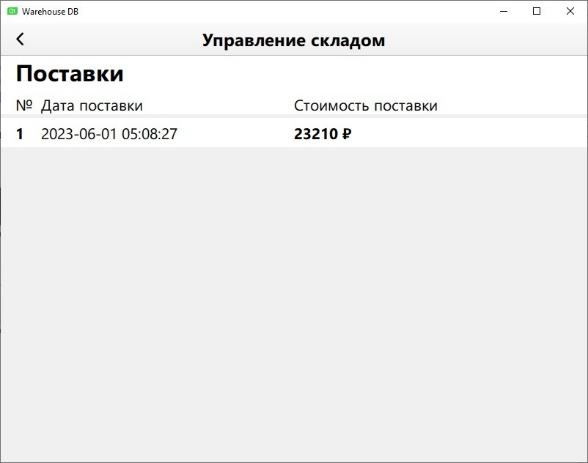 Warehouse DB
Управление складом
Поставки
№ Дата поставки Стоимость поставки
1 2023-06-01 05:08:27 23210 ₽